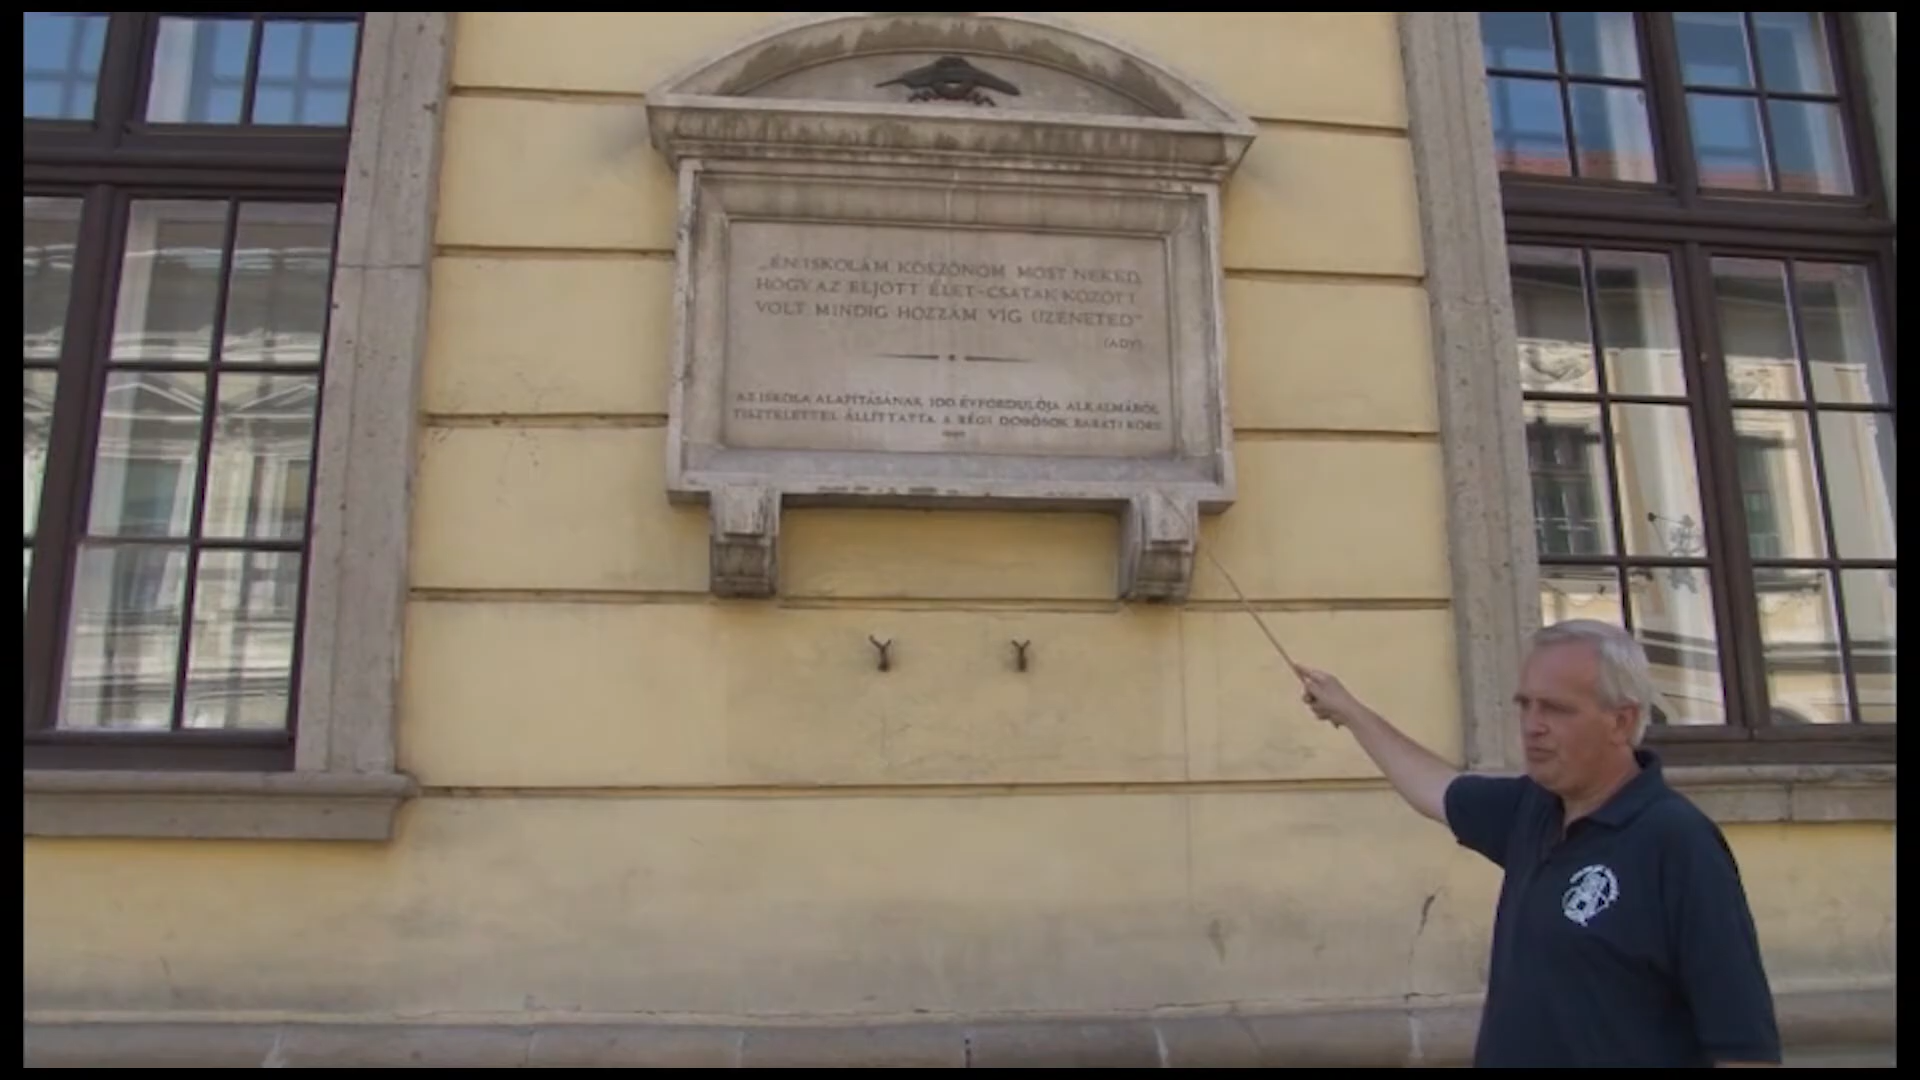 „ÉN ISKOLÁM, KÖSZÖNÖM MOST NEKED,
HOGY AZ ELJÖTT ÉLET-CSATÁK KÖZÖTT
VOLT MINDIG HOZZÁM VÍG ÜZENETED"
(ADY)
AZ ISKOLA ALAPÍTÁSÁNAK 100. ÉVFORDULÓJA ALKALMÁBÓL
TISZTELETTEL ÁLLÍTTATTA A RÉGI DOBÓSOK BARÁTI KÖRE